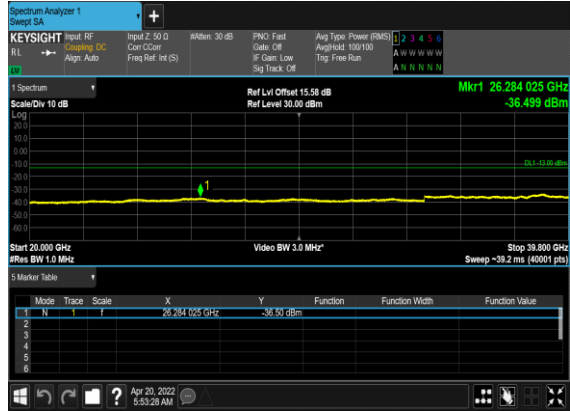 Spectrum Analyzer 1
Swept SA
+
KEYSIGHT Input: RF Input Z: 50 Ω #Atten: 30 dB PNO: Fast Avg Type: Power (RMS) 1 2 3 4 5 6
RL Coupling: DC Corr CCorr Gate: Off Avg|Hold: 100/100 A W W W W W
Align: Auto Freq Ref: Int (S) IF Gain: Low Trig: Free Run
LV Sig Track: Off A N N N N N
1 Spectrum Ref Lvl Offset 15.58 dB Mkr1 26.284 025 GHz
Scale/Div 10 dB Ref Level 30.00 dBm -36.499 dBm
Log
20.0
10.0
0.00
-10.0 DL1 -13.00 dBm
-20.0
-30.0 1
-40.0
-50.0
-60.0
Start 20.000 GHz Video BW 3.0 MHz* Stop 39.800 GHz
#Res BW 1.0 MHz Sweep ~39.2 ms (40001 pts)
5 Marker Table
Mode Trace Scale X Y Function Function Width Function Value
1 N 1 f 26.284 025 GHz -36.50 dBm
2
3
4
5
6
? Apr 20, 2022
5:53:28 AM